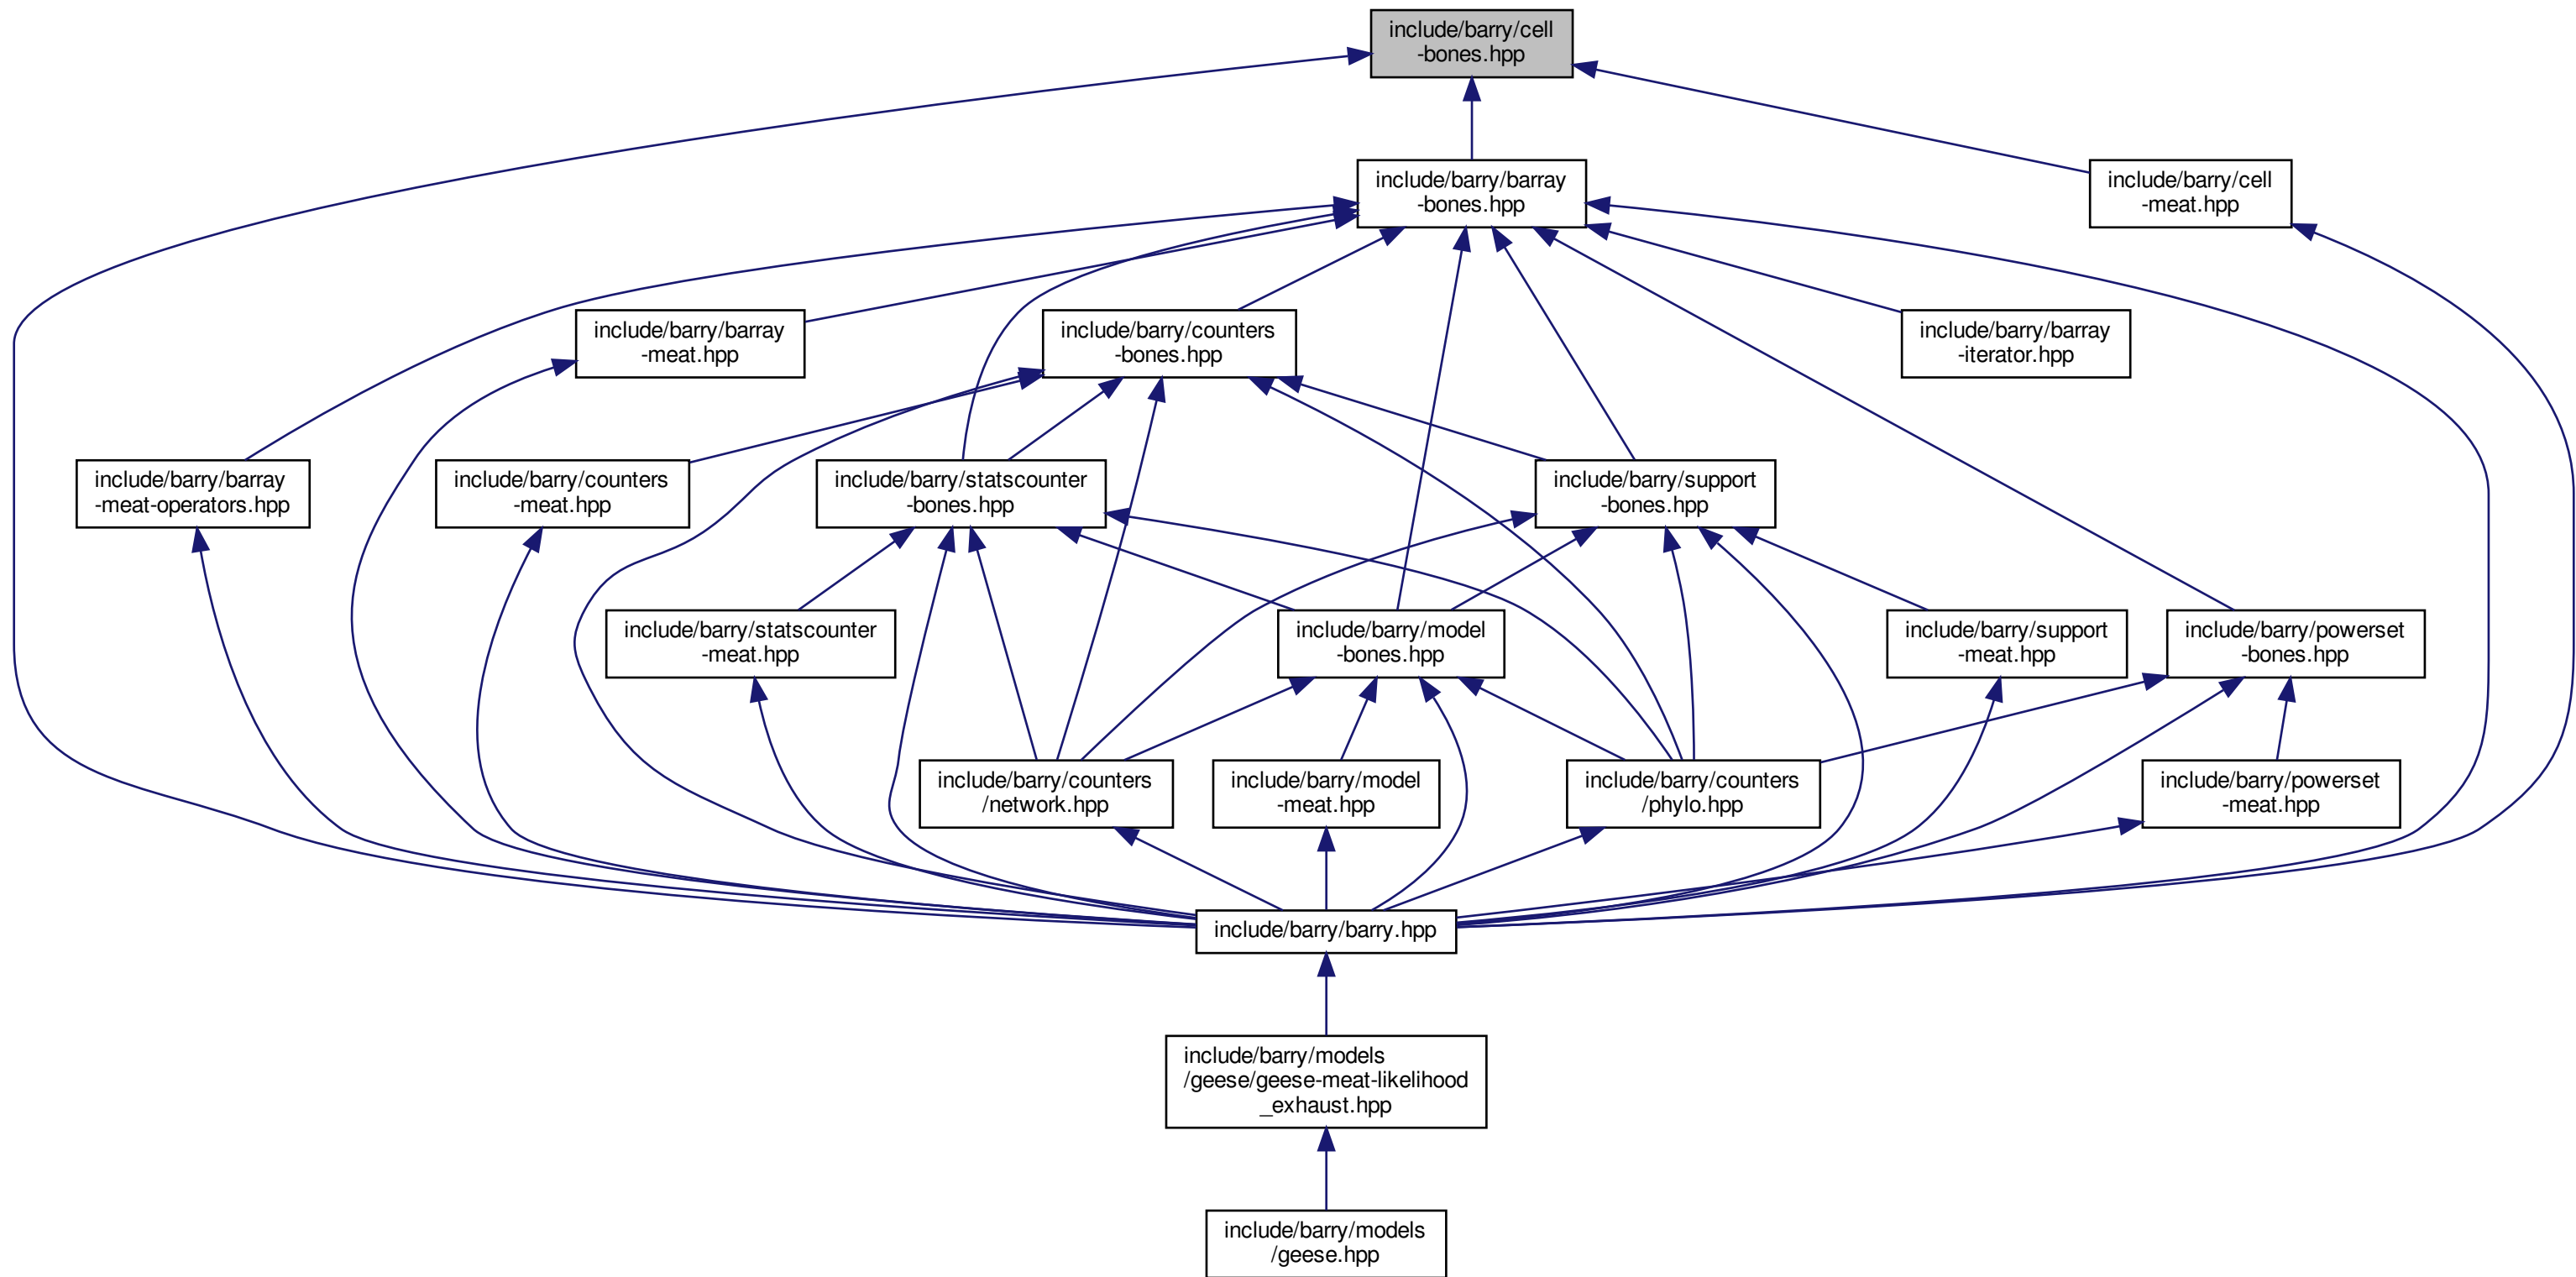 include/barry/cell
-bones.hpp
include/barry/barray
-bones.hpp
include/barry/cell
-meat.hpp
include/barry/barray
-meat.hpp
include/barry/counters
-bones.hpp
include/barry/barray
-iterator.hpp
include/barry/barray
-meat-operators.hpp
include/barry/counters
-meat.hpp
include/barry/statscounter
-bones.hpp
include/barry/support
-bones.hpp
include/barry/statscounter
-meat.hpp
include/barry/model
-bones.hpp
include/barry/support
-meat.hpp
include/barry/powerset
-bones.hpp
include/barry/counters
/network.hpp
include/barry/model
-meat.hpp
include/barry/counters
/phylo.hpp
include/barry/powerset
-meat.hpp
include/barry/barry.hpp
include/barry/models
/geese/geese-meat-likelihood
_exhaust.hpp
include/barry/models
/geese.hpp